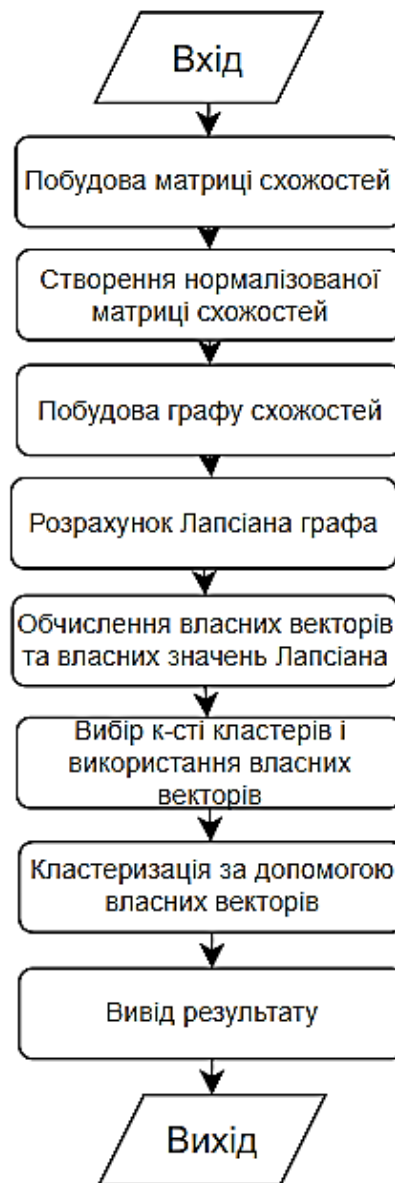 Вхід
Побудова матриці схожостей
Створення нормалізованої
матриці схожостей
Побудова графу схожостей
Розрахунок Лапсіана графа
Обчислення власних векторів
та власних значень Лапсіана
Вибір к-сті кластерів і
використання власних
векторів
Кластеризація за допомогою
власних векторів
Вивід результату
Вихід